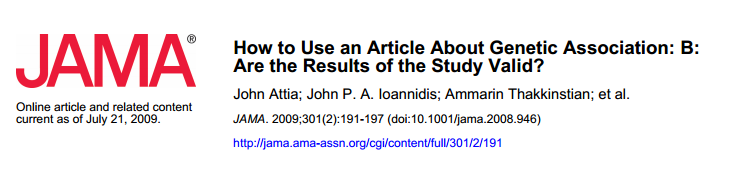 JAMA®
Online article and related content
current as of July 21, 2009.
How to Use an Article About Genetic Association: B:
Are the Results of the Study Valid?
John Attia; John P. A. Ioannidis; Ammarin Thakkinstian; et al.
JAMA. 2009;301(2):191-197 (doi:10.1001/jama.2008.946)
http://jama.ama-assn.org/cgi/content/full/301/2/191